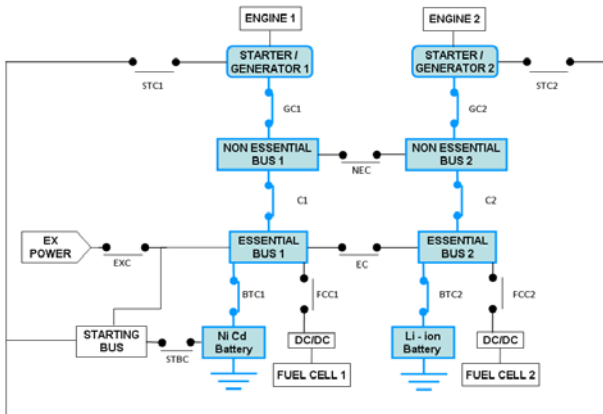 ENGINE 1
ENGINE 2
STARTER /
GENERATOR 1
STARTER /
GENERATOR 2
STC1
STC2
GC1
GC2
NON ESSENTIAL
BUS 1
NON ESSENTIAL
BUS 2
NEC
C1
C2
EX
POWER
EXC
ESSENTIAL
BUS 1
EC
ESSENTIAL
BUS 2
BTC1
FCC1
BTC2
FCC2
STARTING
BUS
STBC
Ni Cd
Battery
DC/DC
Li - ion
Battery
DC/DC
FUEL CELL 1
FUEL CELL 2